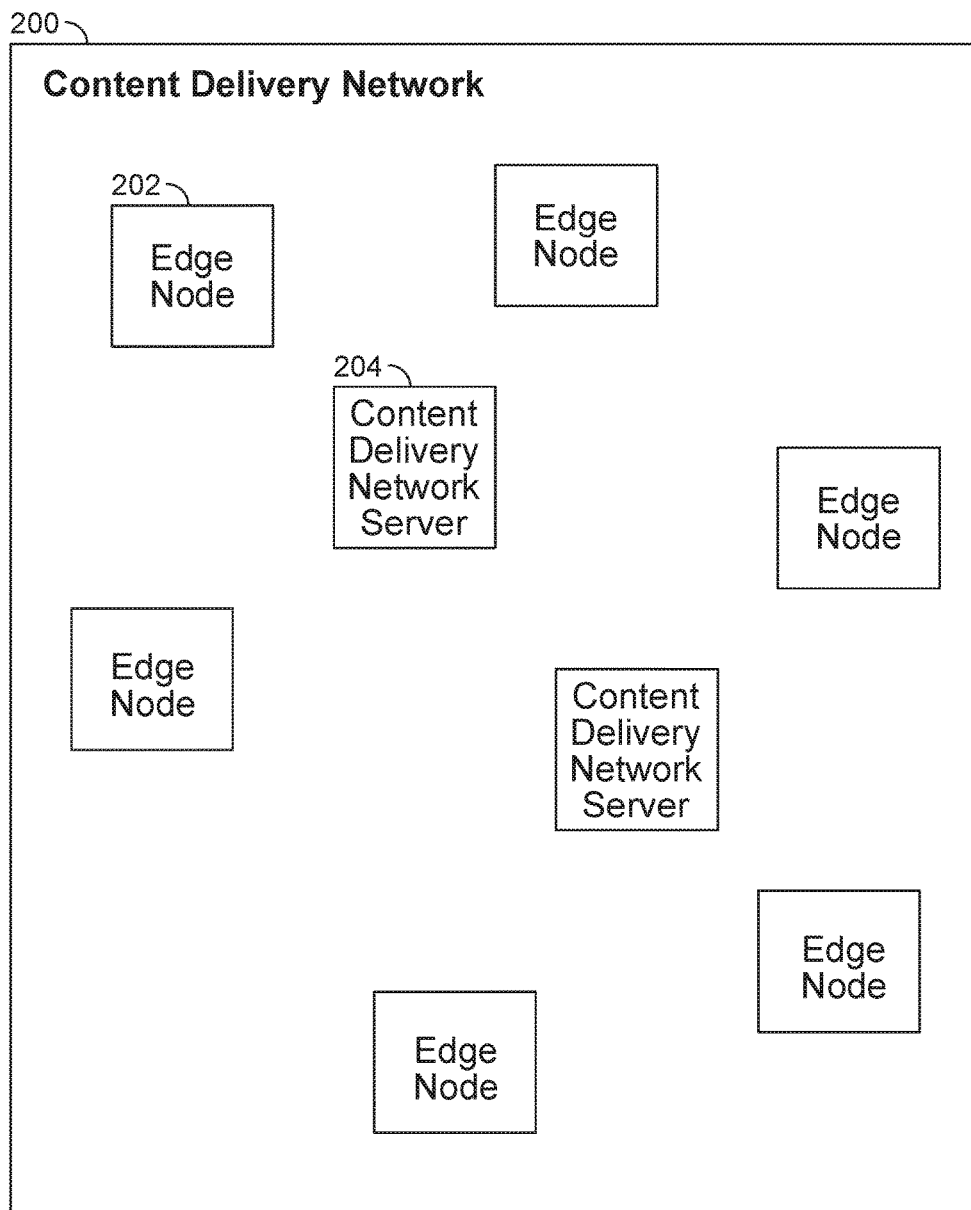 200
Content Delivery Network
202
Edge
Node
Edge
Node
204
Content
Delivery
Network
Server
Edge
Node
Edge
Node
Content
Delivery
Network
Server
Edge
Node
Edge
Node